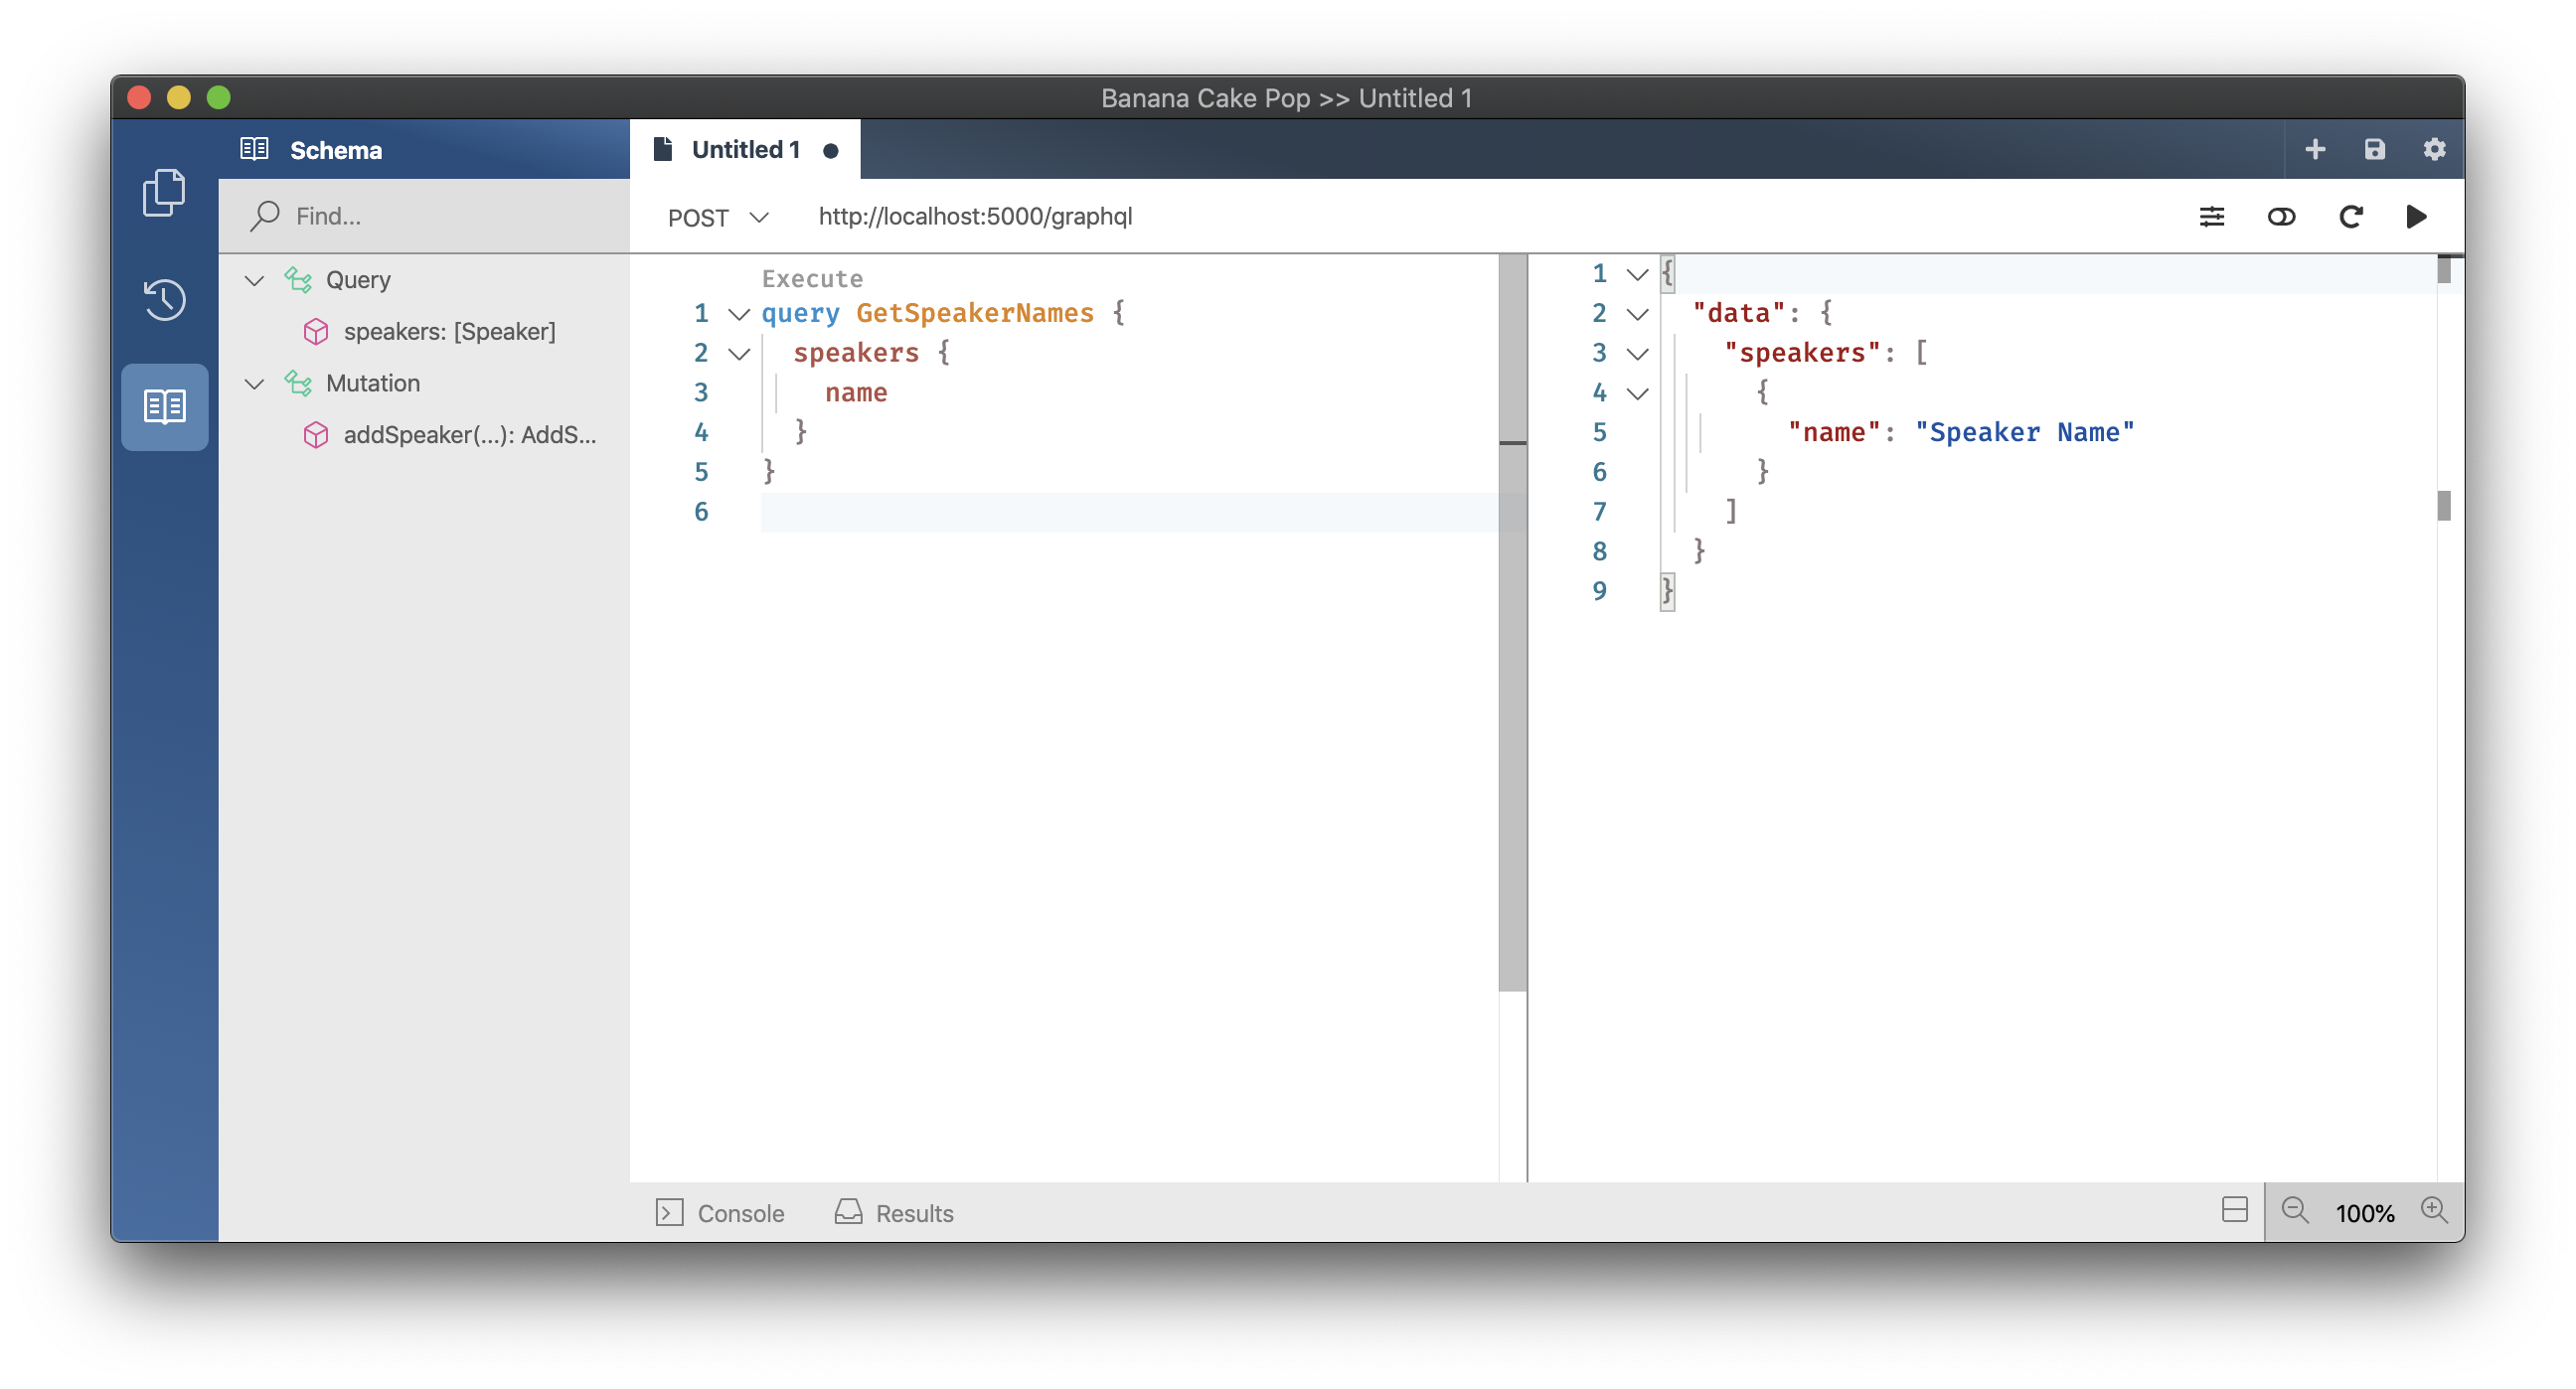 Banana Cake Pop >> Untitled 1
Schema
Untitled 1
Find...
POST
http://localhost:5000/graphql
Query
speakers: [Speaker]
Mutation
addSpeaker(...): AddS...
Execute
1 query GetSpeakerNames {
2 speakers {
3 name
4 }
5 }
6
1 {
2 "data": {
3 "speakers": [
4 {
5 "name": "Speaker Name"
6 }
7 ]
8 }
9 }
Console
Results
100%